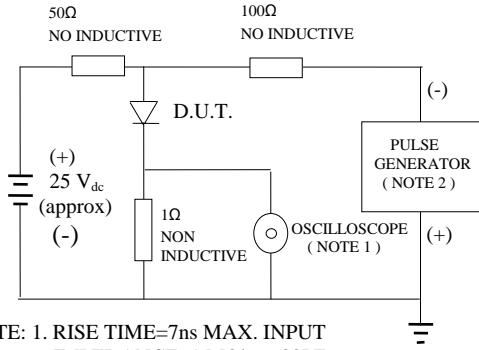 50Ω
NO INDUCTIVE
100Ω
NO INDUCTIVE
D.U.T.
(-)
PULSE
GENERATOR
( NOTE 2 )
(+)
(+)
25 Vdc
(approx)
(-)
1Ω
NON
INDUCTIVE
OSCILLOSCOPE
( NOTE 1 )
TE: 1. RISE TIME=7ns MAX. INPUT